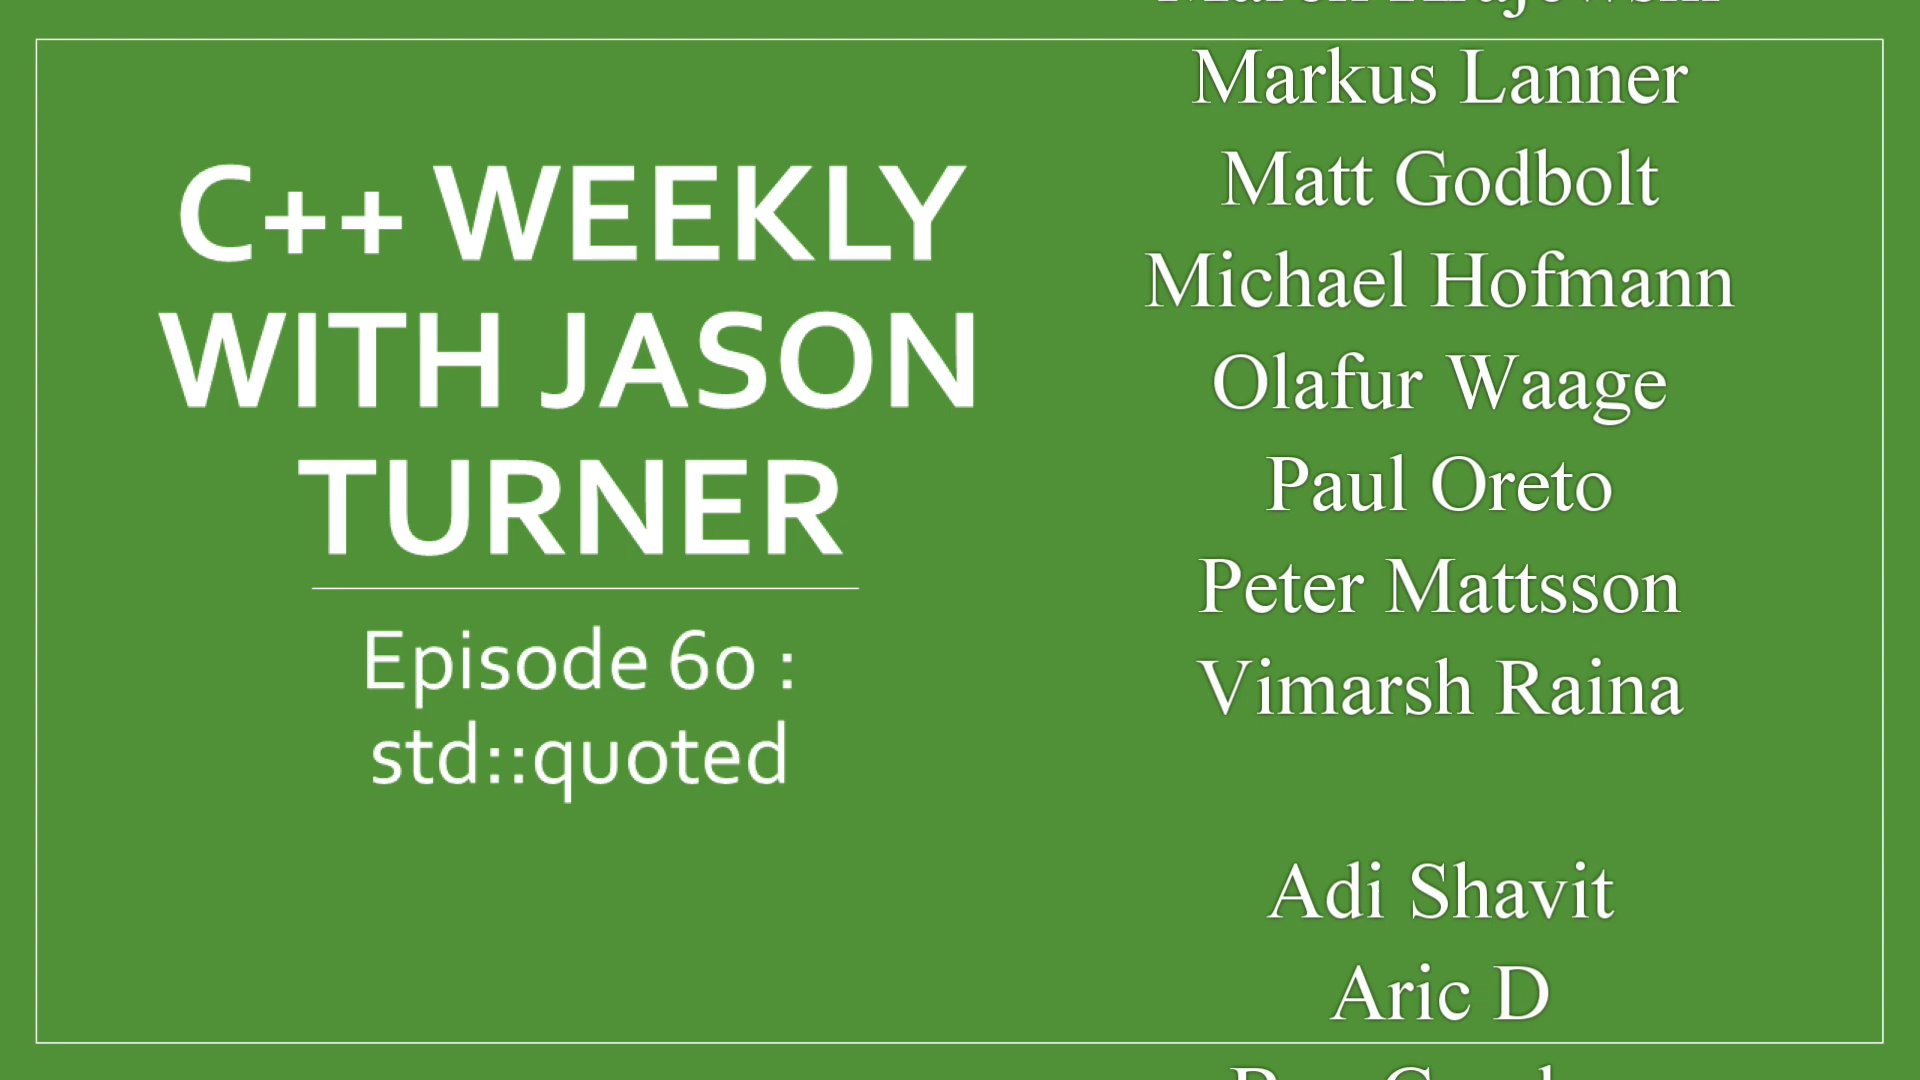 C++ WEEKLY
WITH JASON
TURNER
Episode 60 :
std::quoted
Markus Lanner
Matt Godbolt
Michael Hofmann
Olafur Waage
Paul Oreto
Peter Mattsson
Vimarsh Raina
Adi Shavit
Aric D